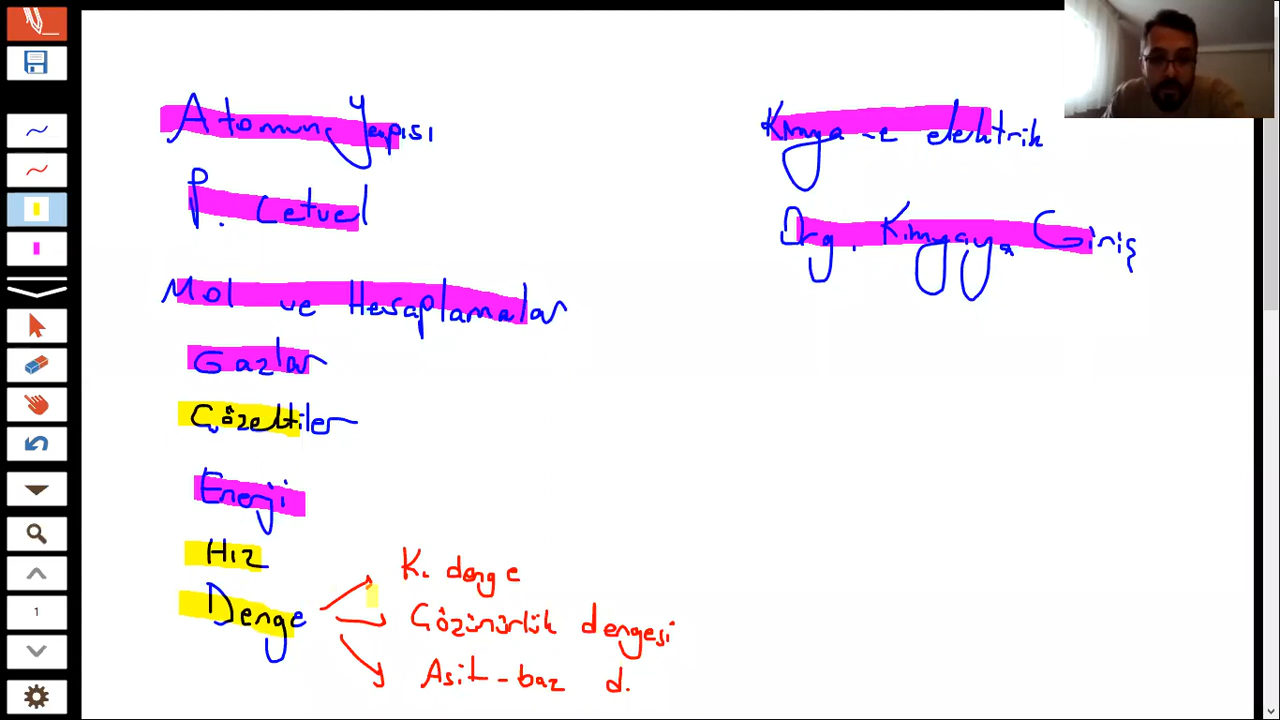 Atomun Yapısı
P. Cetvel
Mol ve Hesaplamalar
Gazlar
Çözeltiler
Enerji
Hız
Denge
K. denge
Çözünürlük dengesi
Asit-baz d.
Kimya ve elektrik
Org. Kimyaya Giriş
1